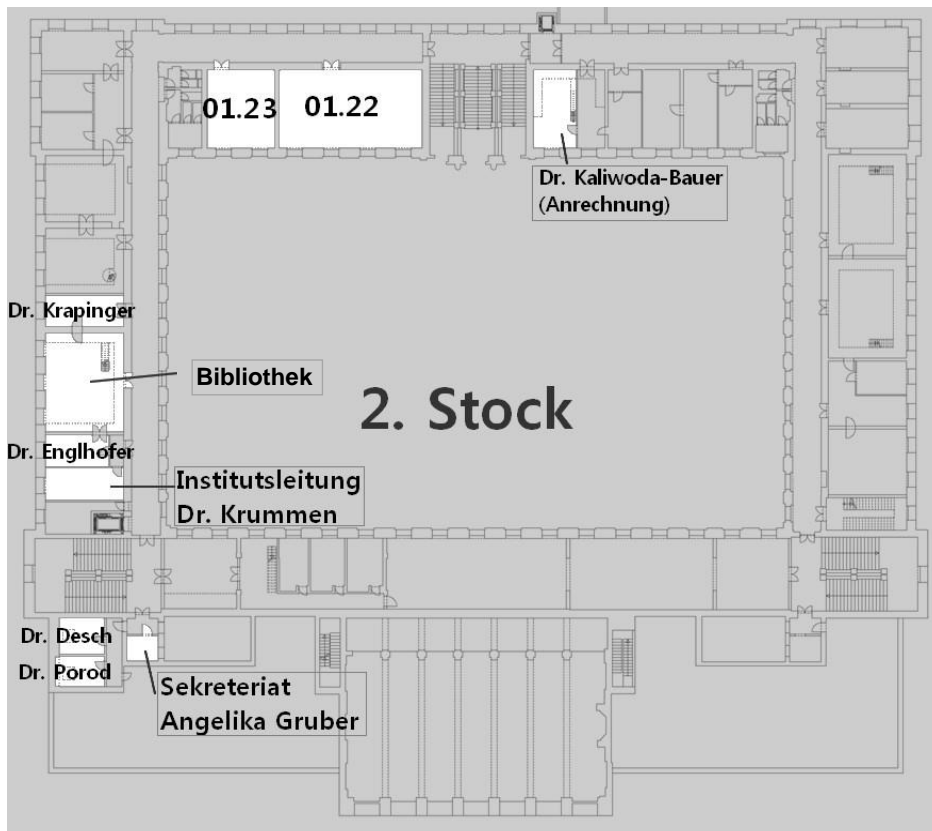 01.23
01.22
Dr. Kaliwoda-Bauer
(Anrechnung)
Dr. Krapinger
Bibliothek
2. Stock
Dr. Englhofer
Institutsleitung
Dr. Krummen
Dr. Desch
Dr. Porod
Sekreteriat
Angelika Gruber